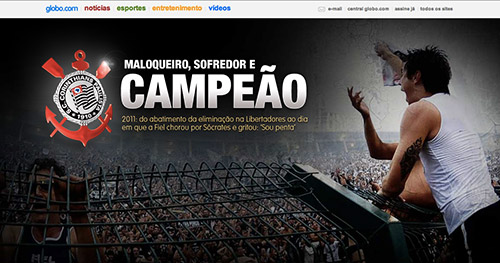 globo.com notícias esportes entretenimento vídeos e-mail central globo.com assine já todos os sites
MALOQUEIRO, SOFREDOR E
CAMPEÃO
2011: do abatimento da eliminação na Libertadores ao dia
em que a Fiel chorou por Sócrates e gritou: 'Sou penta'
S. C. CORINTHIANS PAULISTA
1910